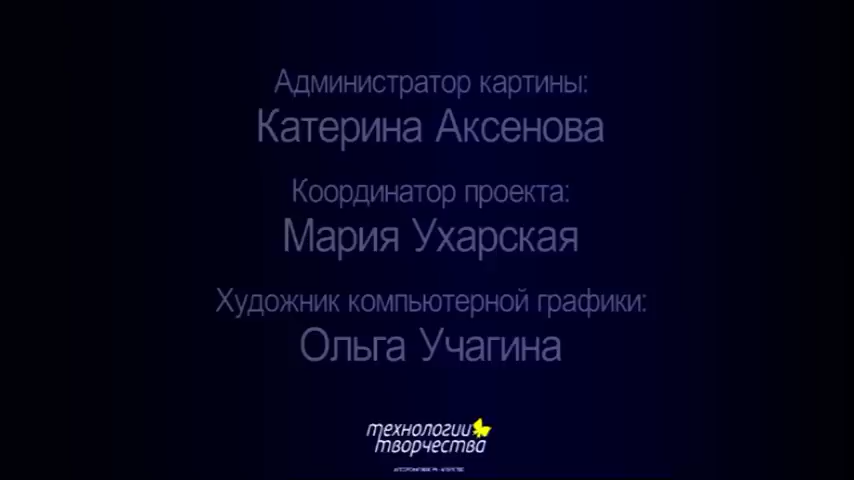 Администратор картины:
Катерина Аксенова
Координатор проекта:
Мария Ухарская
Художник компьютерной графики:
Ольга Учагина
технологии
творчества